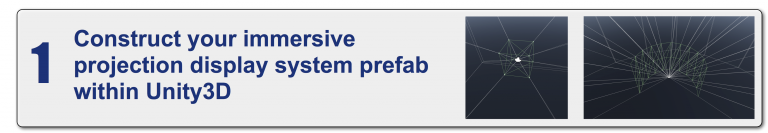 1
Construct your immersive
projection display system prefab
within Unity3D